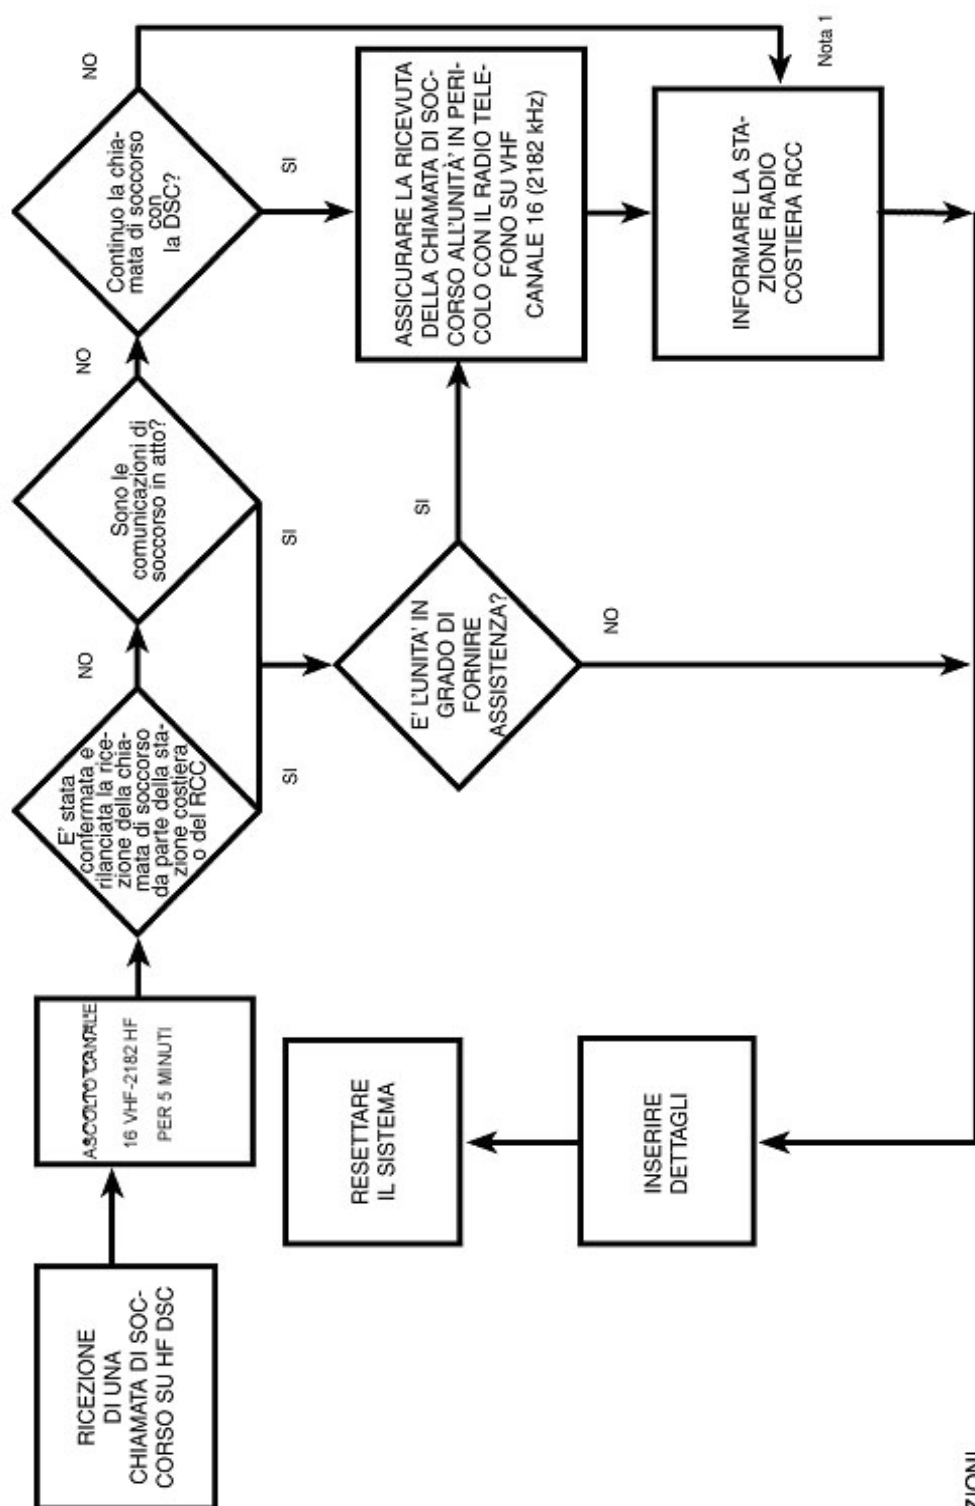 RICEZIONE
DI UNA
CHIAMATA DI SOC-
CORSO SU HF DSC
ASCOLTO CANALE
16 VHF-2182 HF
PER 5 MINUTI
E' stata
confermata e
rilanciata la rice-
zione della chia-
mata di soccorso
da parte della sta-
zione costiera
o del RCC
NO
SI
Sono le
comunicazioni di
soccorso in atto?
NO
SI
Continuo la chia-
mata di soccorso
con
la DSC?
NO
SI
E' L'UNITA' IN
GRADO DI
FORNIRE
ASSISTENZA?
SI
NO
ASSICURARE LA RICEVUTA
DELLA CHIAMATA DI SOC-
CORSO ALL'UNITA' IN PERI-
COLO CON IL RADIO TELE-
FONO SU VHF
CANALE 16 (2182 kHz)
INFORMARE LA STA-
ZIONE RADIO
COSTIERA RCC
Nota 1
RESETTARE
IL SISTEMA
INSERIRE
DETTAGLI